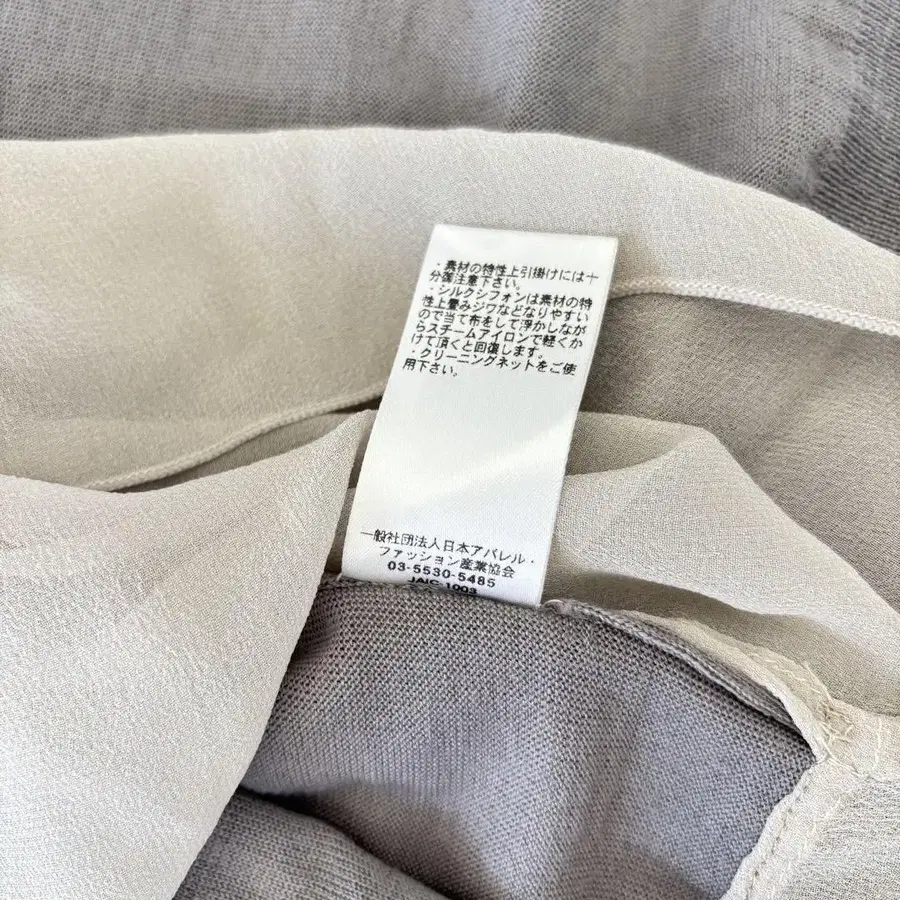 ・素材の特性上引掛けには十
分御注意下さい。
・シルクシフォンは素材の特
性上畳みジワなどなりやすい
ので当て布をして浮かしなが
らスチームアイロンで軽くか
けて頂くと回復します。
・クリーニングネットをご使
用下さい。
一般社団法人日本アパレル・
ファッション産業協会
03-5530-5485
JAIC-1003